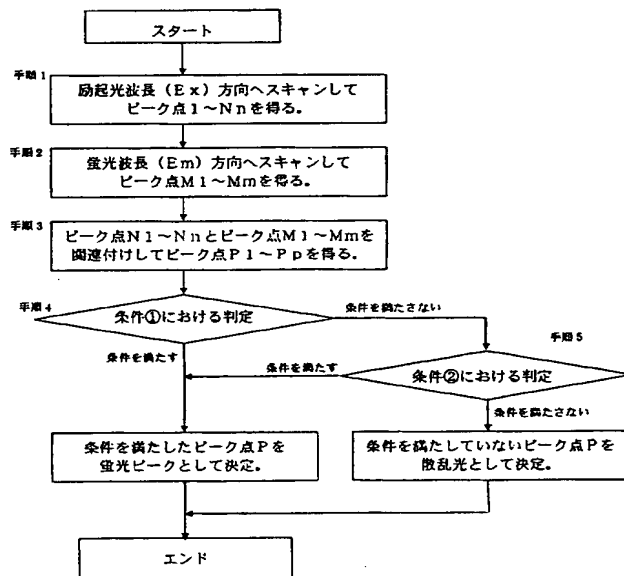 スタート
手順1
励起光波長（Ex）方向へスキャンして
ピーク点1～Nnを得る。
手順2
蛍光波長（Em）方向へスキャンして
ピーク点M1～Mmを得る。
手順3
ピーク点N1～Nnとピーク点M1～Mmを
関連付けしてピーク点P1～Ppを得る。
手順4
条件①における判定
条件を満たさない
手順5
条件を満たす
条件を満たす
条件②における判定
条件を満たさない
条件を満たしたピーク点Pを
蛍光ピークとして決定。
条件を満たしていないピーク点Pを
散乱光として決定。
エンド